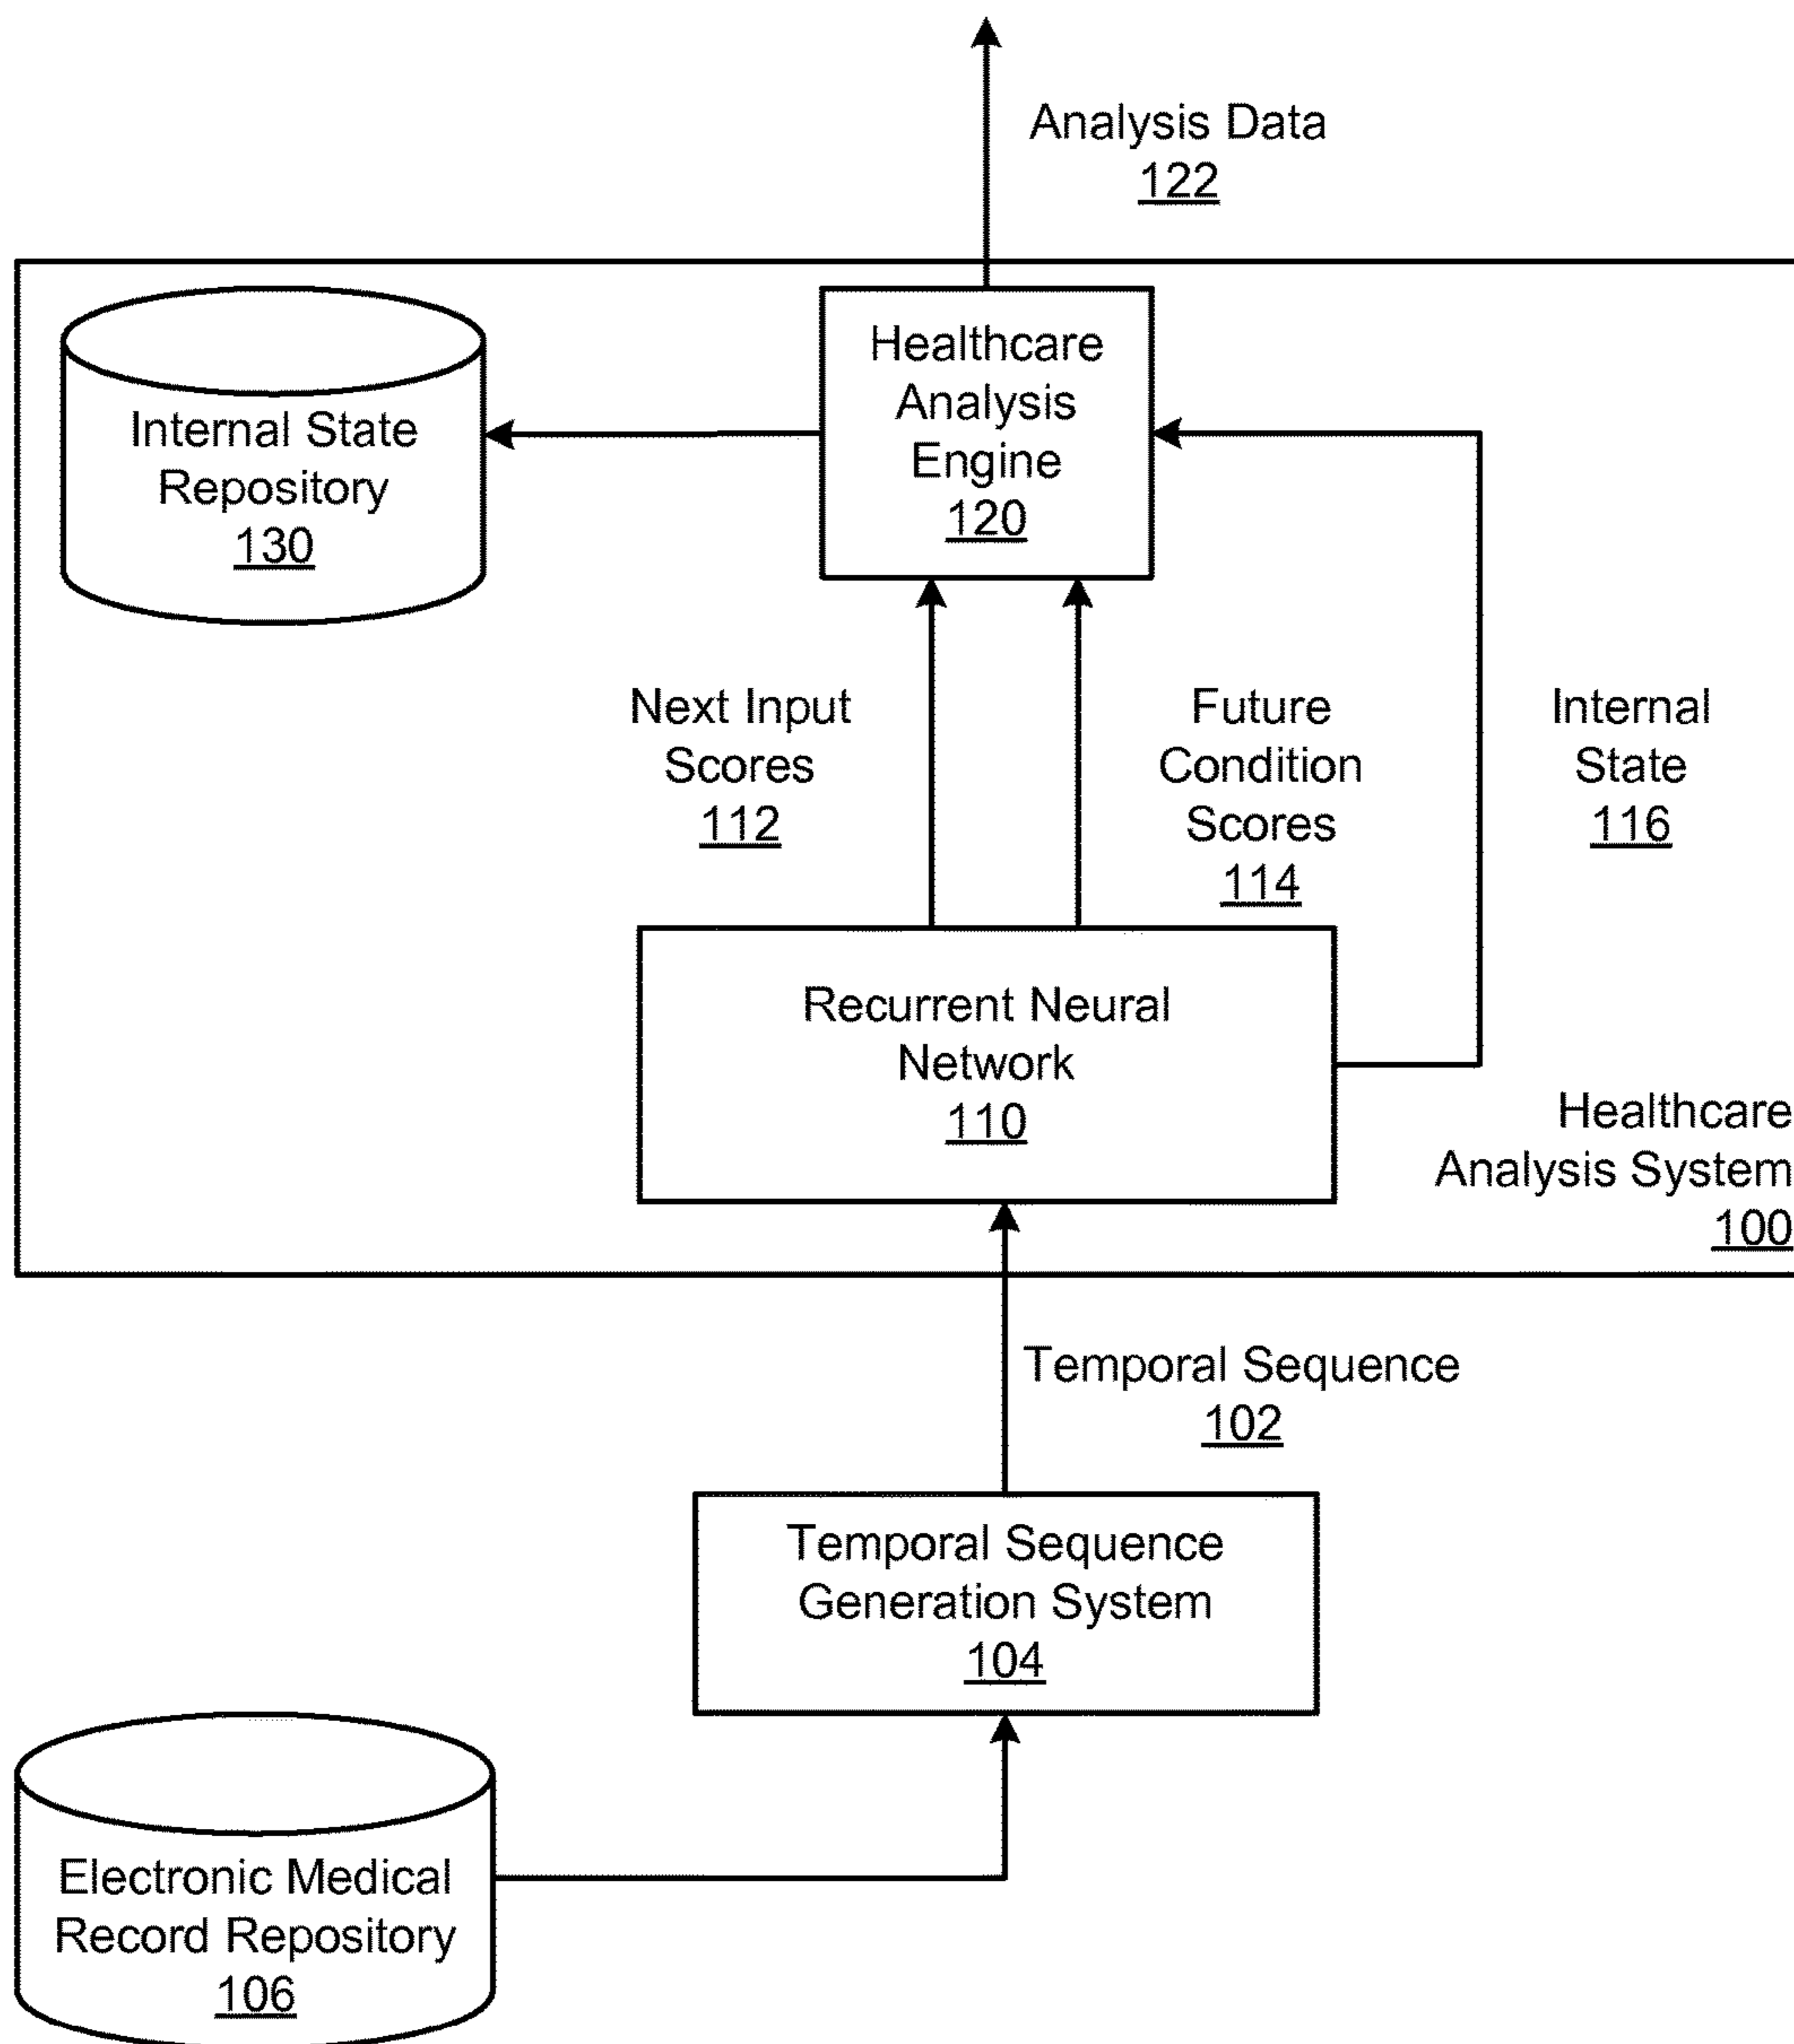 Analysis Data
122
Healthcare
Analysis
Engine
120
Internal State
Repository
130
Next Input
Scores
112
Future
Condition
Scores
114
Internal
State
116
Recurrent Neural
Network
110
Healthcare
Analysis System
100
Temporal Sequence
102
Temporal Sequence
Generation System
104
Electronic Medical
Record Repository
106